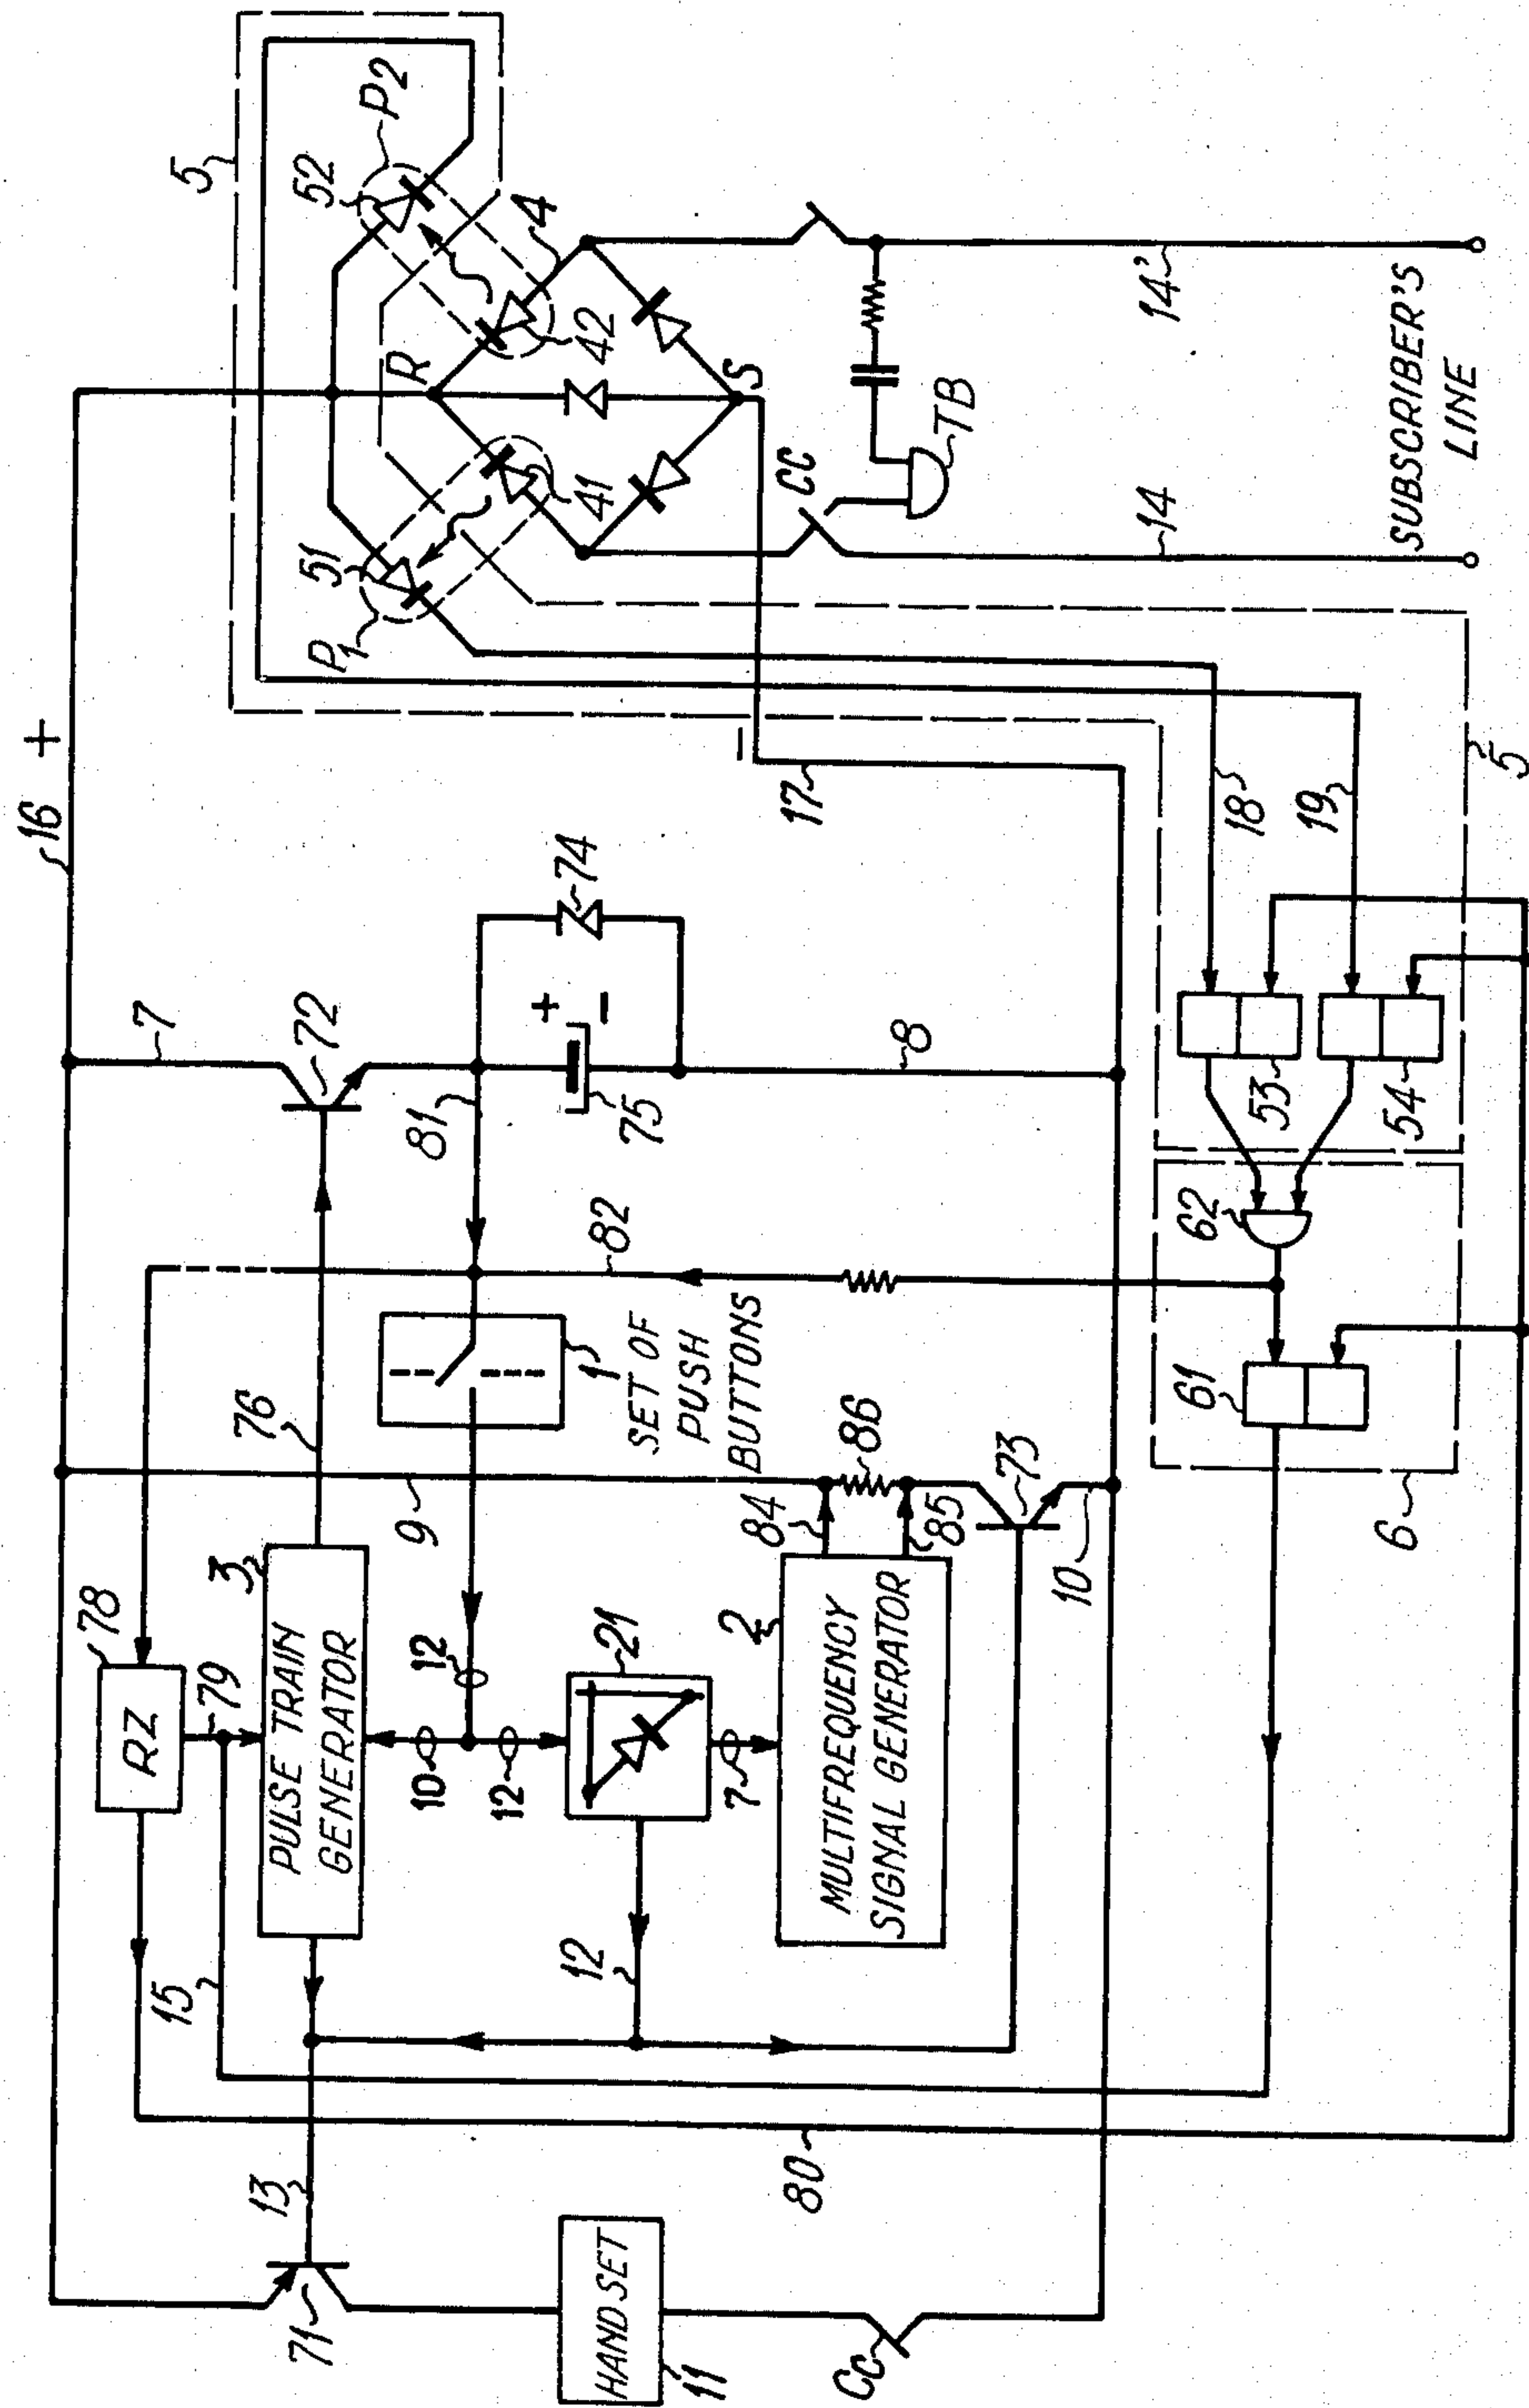 16
+
5
P1
51
52
P2
R
4
41
42
S
CC
TB
14
14'
SUBSCRIBER'S
LINE
7
72
81
+
-
74
75
8
-
17
18
19
5
53
54
62
61
6
82
76
1
SET OF
PUSH
BUTTONS
9
84
86
85
73
10
78
RZ
79
3
PULSE TRAIN
GENERATOR
10
12
12
21
7
2
MULTIFREQUENCY
SIGNAL GENERATOR
12
15
13
80
71
HANDSET
11
CC